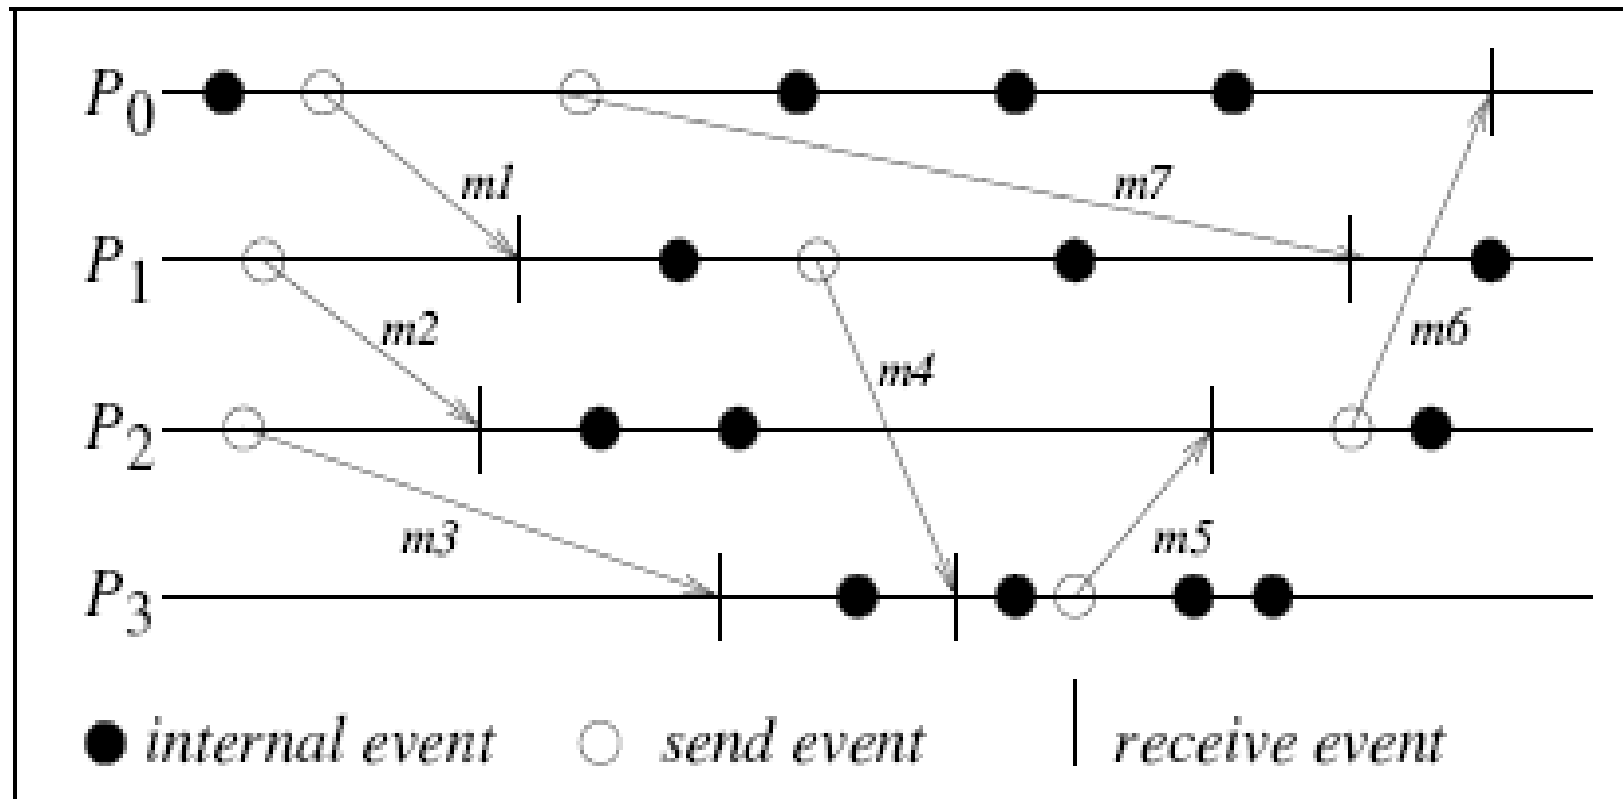 P0
m1
m7
P1
m2
m6
m4
P2
m3
m5
P3
internal event
send event
receive event